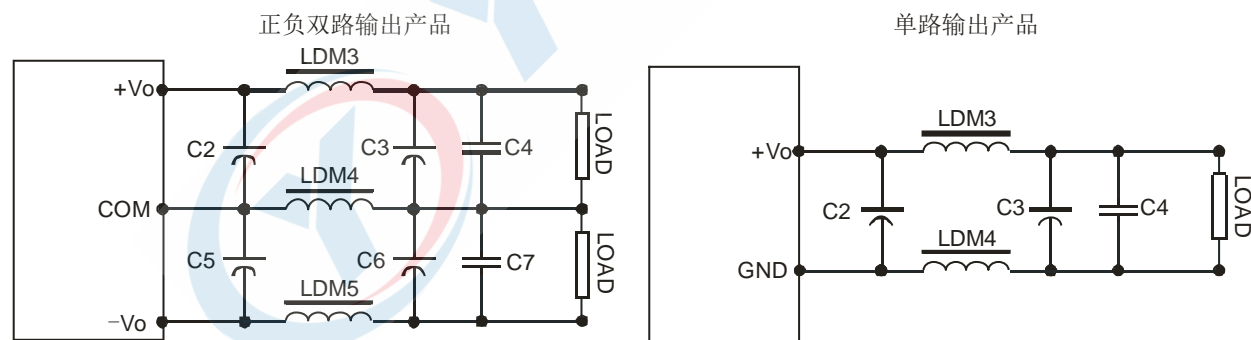 正负双路输出产品
LDM3
+Vo
C2
C3
C4
LOAD
LDM4
COM
C5
C6
C7
LOAD
LDM5
−Vo
单路输出产品
LDM3
+Vo
C2
C3
C4
LOAD
LDM4
GND